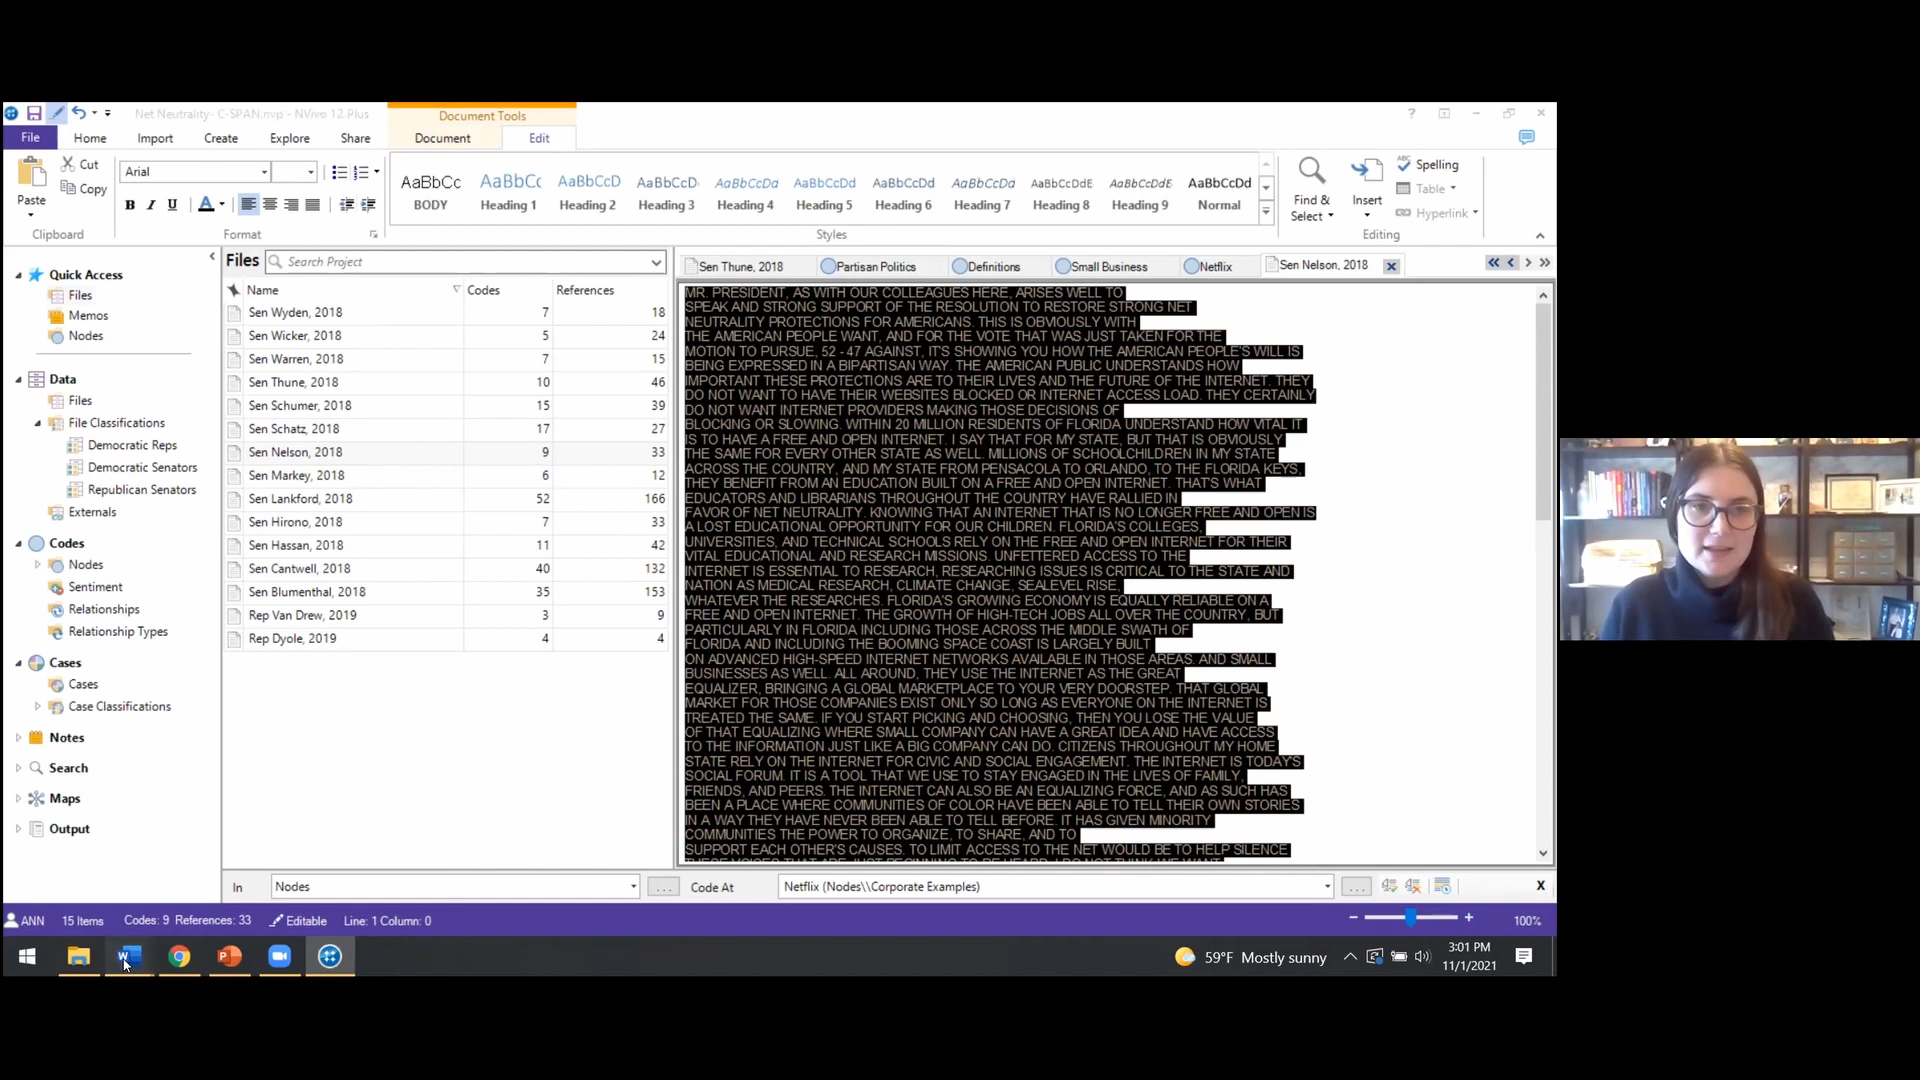 Net Neutrality- C-SPAN.nvp - NVivo 12 Plus
Document Tools
File
Home
Import
Create
Explore
Share
Document
Edit
Paste
Cut
Copy
Clipboard
Arial
B I U
Format
AaBbCc BODY
AaBbCc Heading 1
AaBbCcD Heading 2
AaBbCcD Heading 3
AaBbCcDd Heading 4
AaBbCcDd Heading 5
AaBbCcDd Heading 6
AaBbCcDd Heading 7
AaBbCcDdE Heading 8
AaBbCcDdE Heading 9
AaBbCcDd Normal
Styles
Find & Select
Insert
Spelling
Table
Hyperlink
Editing
Quick Access
Files
Memos
Nodes
Data
Files
File Classifications
Democratic Reps
Democratic Senators
Republican Senators
Externals
Codes
Nodes
Sentiment
Relationships
Relationship Types
Cases
Cases
Case Classifications
Notes
Search
Maps
Output
Files
Search Project
Name Codes References
Sen Wyden, 2018 7 18
Sen Wicker, 2018 5 24
Sen Warren, 2018 7 15
Sen Thune, 2018 10 46
Sen Schumer, 2018 15 39
Sen Schatz, 2018 17 27
Sen Nelson, 2018 9 33
Sen Markey, 2018 6 12
Sen Lankford, 2018 52 166
Sen Hirono, 2018 7 33
Sen Hassan, 2018 11 42
Sen Cantwell, 2018 40 132
Sen Blumenthal, 2018 35 153
Rep Van Drew, 2019 3 9
Rep Dyole, 2019 4 4
Sen Thune, 2018
Partisan Politics
Definitions
Small Business
Netflix
Sen Nelson, 2018
MR. PRESIDENT, AS WITH OUR COLLEAGUES HERE, ARISES WELL TO
SPEAK AND STRONG SUPPORT OF THE RESOLUTION TO RESTORE STRONG NET
NEUTRALITY PROTECTIONS FOR AMERICANS. THIS IS OBVIOUSLY WITH
THE AMERICAN PEOPLE WANT, AND FOR THE VOTE THAT WAS JUST TAKEN FOR THE
MOTION TO PURSUE, 52 - 47 AGAINST, IT'S SHOWING YOU HOW THE AMERICAN PEOPLE'S WILL IS
BEING EXPRESSED IN A BIPARTISAN WAY. THE AMERICAN PUBLIC UNDERSTANDS HOW
IMPORTANT THESE PROTECTIONS ARE TO THEIR LIVES AND THE FUTURE OF THE INTERNET. THEY
DO NOT WANT TO HAVE THEIR WEBSITES BLOCKED OR INTERNET ACCESS LOAD. THEY CERTAINLY
DO NOT WANT INTERNET PROVIDERS MAKING THOSE DECISIONS OF
BLOCKING OR SLOWING. WITHIN 20 MILLION RESIDENTS OF FLORIDA UNDERSTAND HOW VITAL IT
IS TO HAVE A FREE AND OPEN INTERNET. I SAY THAT FOR MY STATE, BUT THAT IS OBVIOUSLY
THE SAME FOR EVERY OTHER STATE AS WELL. MILLIONS OF SCHOOLCHILDREN IN MY STATE
ACROSS THE COUNTRY, AND MY STATE FROM PENSACOLA TO ORLANDO, TO THE FLORIDA KEYS,
THEY BENEFIT FROM AN EDUCATION BUILT ON A FREE AND OPEN INTERNET. THAT'S WHAT
EDUCATORS AND LIBRARIANS THROUGHOUT THE COUNTRY HAVE RALLIED IN
FAVOR OF NET NEUTRALITY. KNOWING THAT AN INTERNET THAT IS NO LONGER FREE AND OPEN IS
A LOST EDUCATIONAL OPPORTUNITY FOR OUR CHILDREN. FLORIDA'S COLLEGES,
UNIVERSITIES, AND TECHNICAL SCHOOLS RELY ON THE FREE AND OPEN INTERNET FOR THEIR
VITAL EDUCATIONAL AND RESEARCH MISSIONS. UNFETTERED ACCESS TO THE
INTERNET IS ESSENTIAL TO RESEARCH, RESEARCHING ISSUES IS CRITICAL TO THE STATE AND
NATION AS MEDICAL RESEARCH, CLIMATE CHANGE, SEALEVEL RISE,
WHATEVER THE RESEARCHES. FLORIDA'S GROWING ECONOMY IS EQUALLY RELIABLE ON A
FREE AND OPEN INTERNET. THE GROWTH OF HIGH-TECH JOBS ALL OVER THE COUNTRY, BUT
PARTICULARLY IN FLORIDA INCLUDING THOSE ACROSS THE MIDDLE SWATH OF
FLORIDA AND INCLUDING THE BOOMING SPACE COAST IS LARGELY BUILT
ON ADVANCED HIGH-SPEED INTERNET NETWORKS AVAILABLE IN THOSE AREAS. AND SMALL
BUSINESSES AS WELL. ALL AROUND, THEY USE THE INTERNET AS THE GREAT
EQUALIZER, BRINGING A GLOBAL MARKETPLACE TO YOUR VERY DOORSTEP. THAT GLOBAL
MARKET FOR THOSE COMPANIES EXIST ONLY SO LONG AS EVERYONE ON THE INTERNET IS
TREATED THE SAME. IF YOU START PICKING AND CHOOSING, THEN YOU LOSE THE VALUE
OF THAT EQUALIZING WHERE SMALL COMPANY CAN HAVE A GREAT IDEA AND HAVE ACCESS
TO THE INFORMATION JUST LIKE A BIG COMPANY CAN DO. CITIZENS THROUGHOUT MY HOME
STATE RELY ON THE INTERNET FOR CIVIC AND SOCIAL ENGAGEMENT. THE INTERNET IS TODAY'S
SOCIAL FORUM. IT IS A TOOL THAT WE USE TO STAY ENGAGED IN THE LIVES OF FAMILY,
FRIENDS, AND PEERS. THE INTERNET CAN ALSO BE AN EQUALIZING FORCE, AND AS SUCH HAS
BEEN A PLACE WHERE COMMUNITIES OF COLOR HAVE BEEN ABLE TO TELL THEIR OWN STORIES
IN A WAY THEY HAVE NEVER BEEN ABLE TO TELL BEFORE. IT HAS GIVEN MINORITY
COMMUNITIES THE POWER TO ORGANIZE, TO SHARE, AND TO
SUPPORT EACH OTHER'S CAUSES. TO LIMIT ACCESS TO THE NET WOULD BE TO HELP SILENCE
THESE VOICES THAT ARE JUST BEGINNING TO BE HEARD. I DO NOT THINK WE WANT
In Nodes ... Code At Netflix (Nodes\\Corporate Examples) ... X
ANN 15 Items Codes: 9 References: 33 Editable Line: 1 Column: 0 100%
59°F Mostly sunny
3:01 PM
11/1/2021